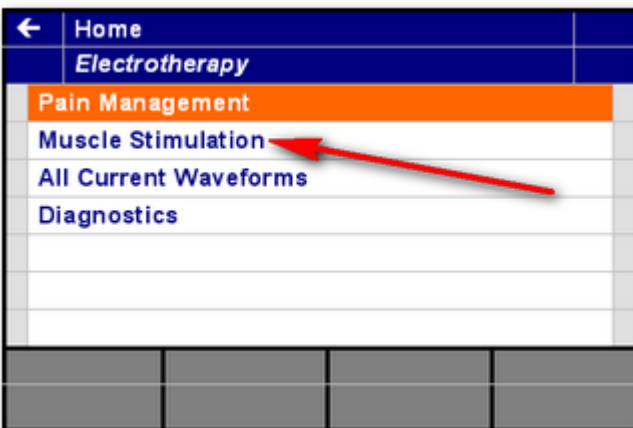 Home
Electrotherapy
Pain Management
Muscle Stimulation
All Current Waveforms
Diagnostics